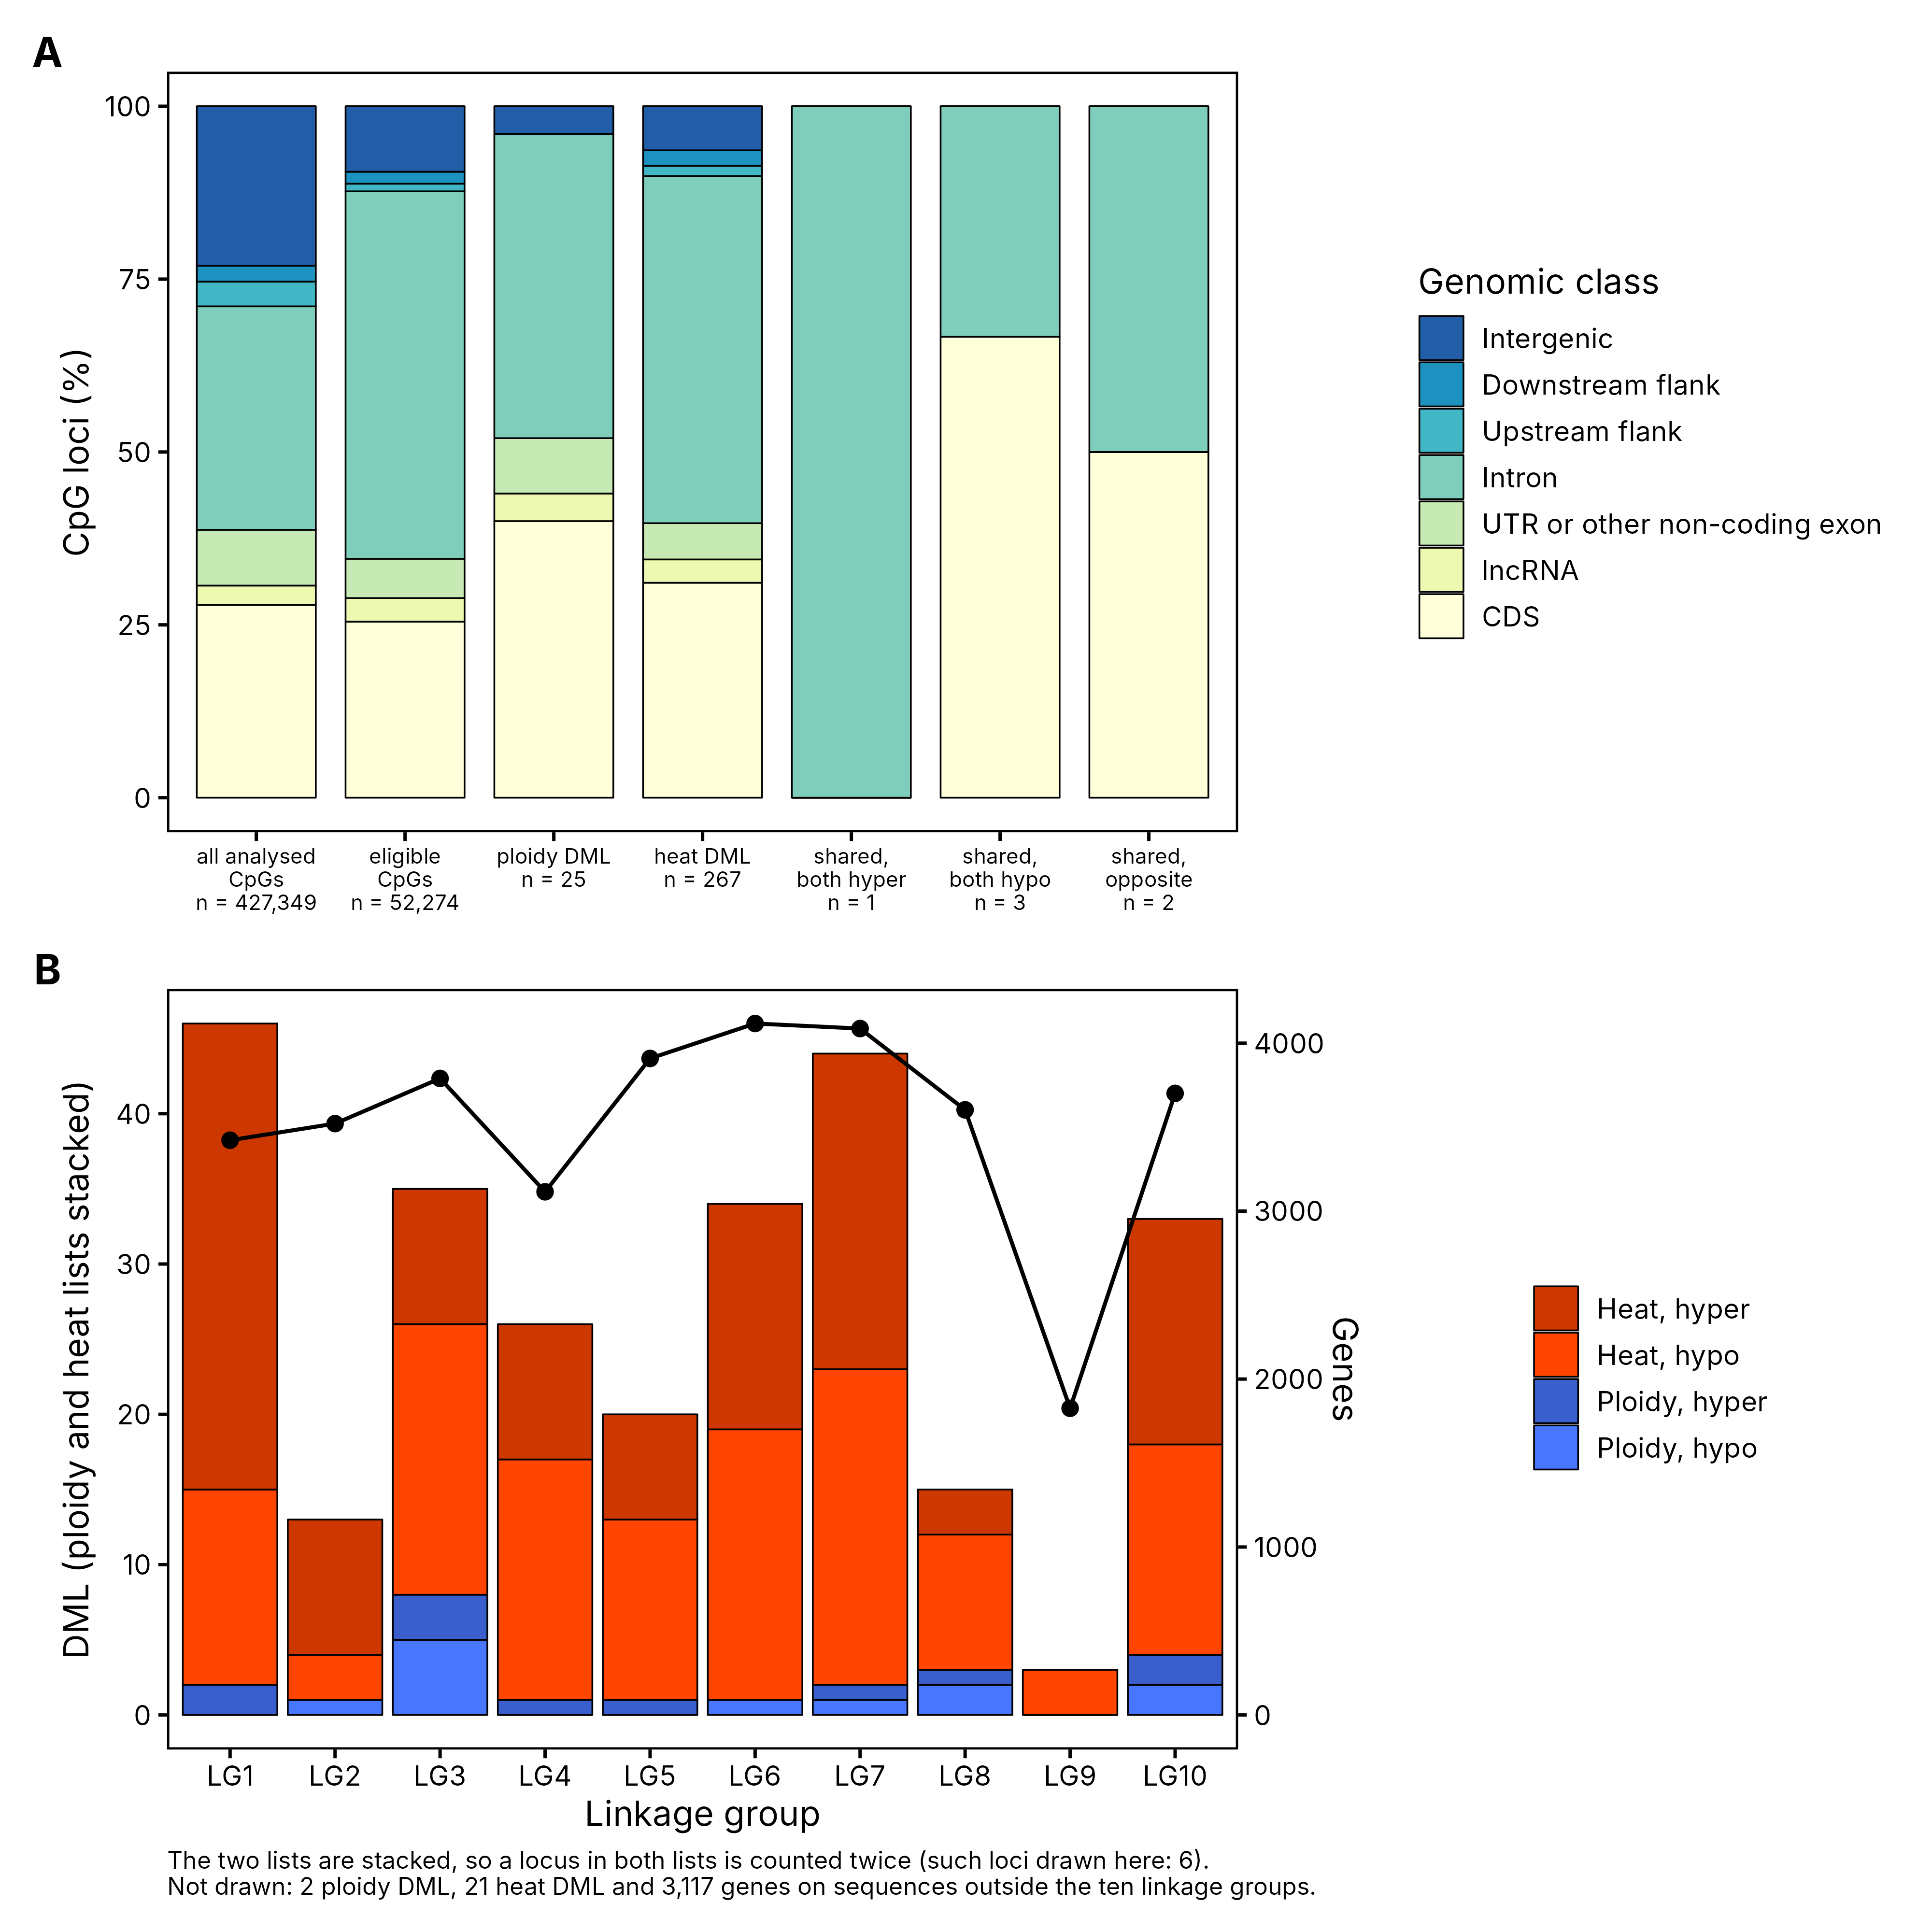 A
CpG loci (%)
100
75
50
25
0
all analysed
CpGs
n = 427,349
eligible
CpGs
n = 52,274
ploidy DML
n = 25
heat DML
n = 267
shared,
both hyper
n = 1
shared,
both hypo
n = 3
shared,
opposite
n = 2
Genomic class
Intergenic
Downstream flank
Upstream flank
Intron
UTR or other non-coding exon
lncRNA
CDS
B
DML (ploidy and heat lists stacked)
40
30
20
10
0
4000
3000
2000
1000
0
Genes
LG1
LG2
LG3
LG4
LG5
LG6
LG7
LG8
LG9
LG10
Linkage group
Heat, hyper
Heat, hypo
Ploidy, hyper
Ploidy, hypo
The two lists are stacked, so a locus in both lists is counted twice (such loci drawn here: 6).
Not drawn: 2 ploidy DML, 21 heat DML and 3,117 genes on sequences outside the ten linkage groups.